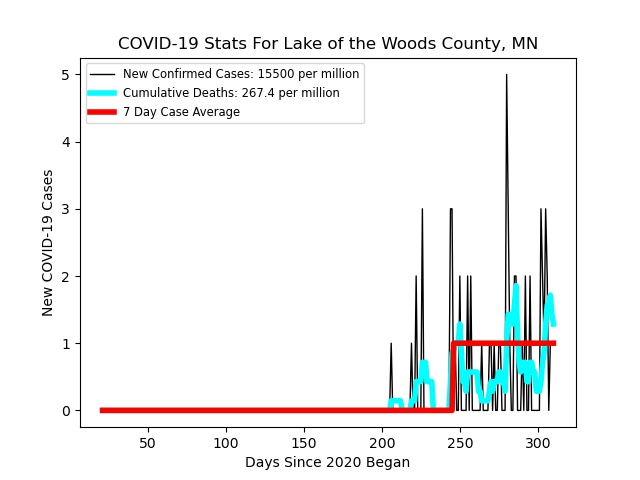 COVID-19 Stats For Lake of the Woods County, MN
New Confirmed Cases: 15500 per million
Cumulative Deaths: 267.4 per million
7 Day Case Average
New COVID-19 Cases
5
4
3
2
1
0
50 100 150 200 250 300
Days Since 2020 Began